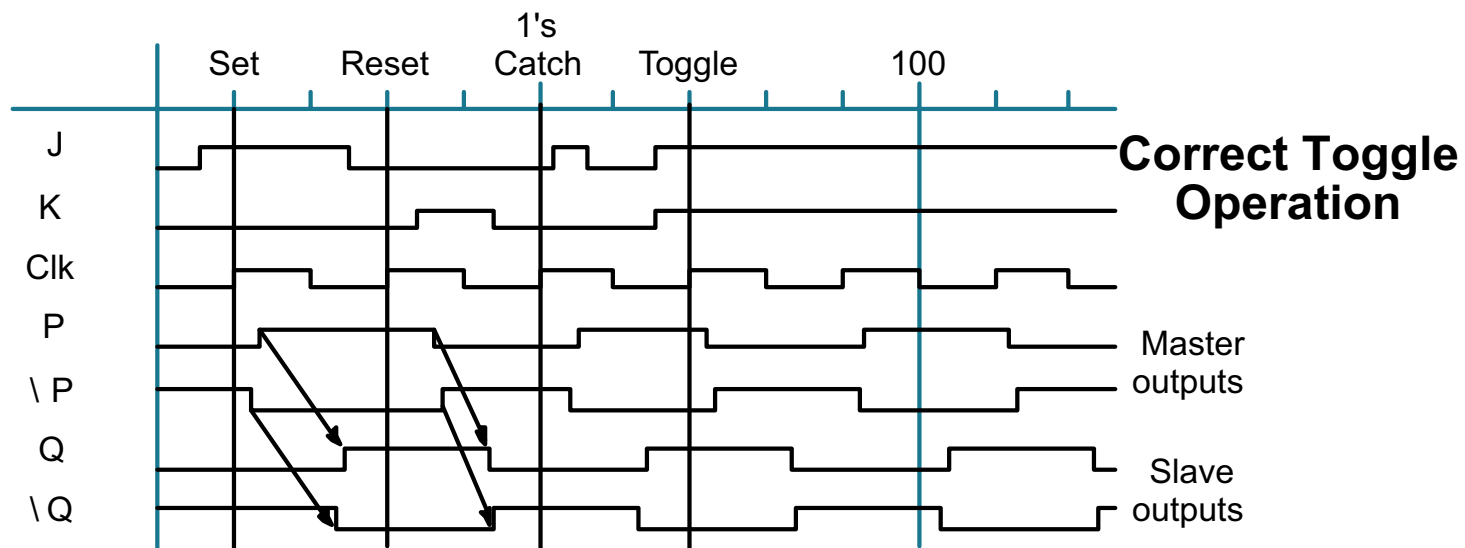 1's
Set Reset Catch Toggle 100
J
Correct Toggle
Operation
K
Clk
P
Master
outputs
\ P
Q
Slave
outputs
\ Q